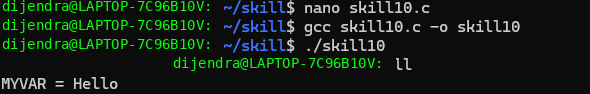 dijendra@LAPTOP-7C96B10V: ~/skill$ nano skill10.c
dijendra@LAPTOP-7C96B10V: ~/skill$ gcc skill10.c -o skill10
dijendra@LAPTOP-7C96B10V: ~/skill$ ./skill10
dijendra@LAPTOP-7C96B10V: ll
MYVAR = Hello